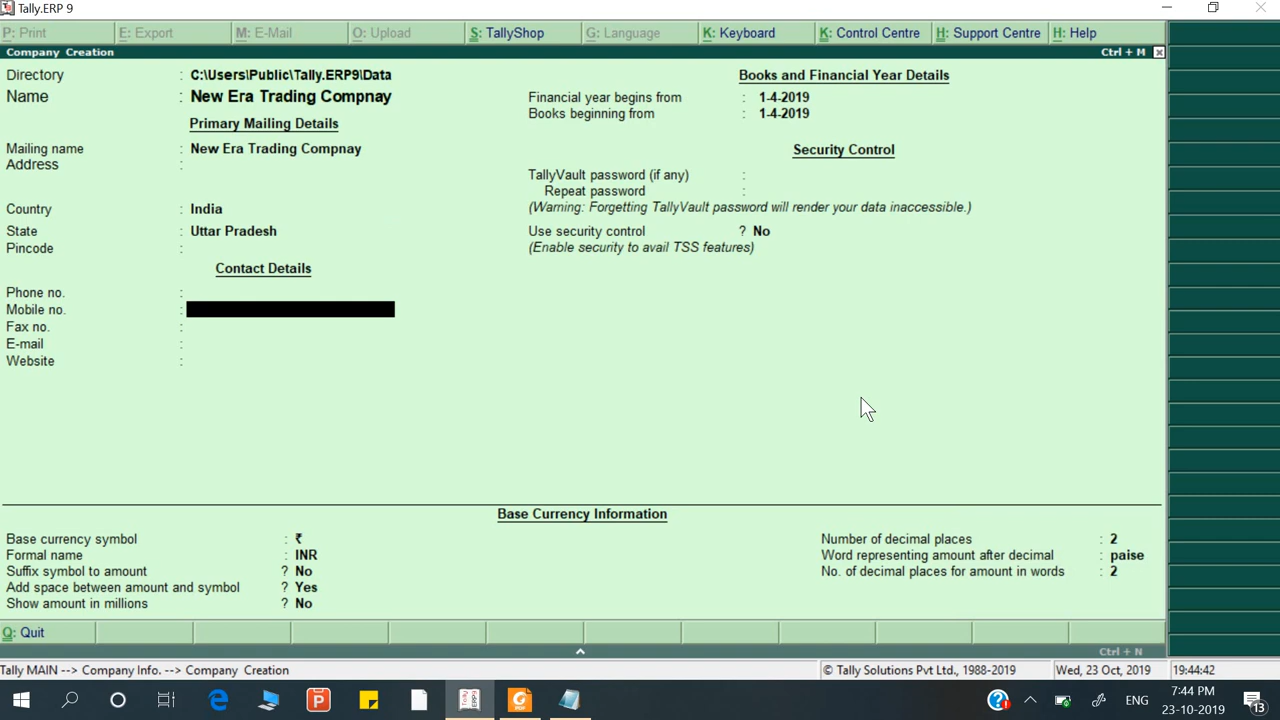 Tally.ERP 9
P: Print E: Export M: E-Mail O: Upload S: TallyShop G: Language K: Keyboard K: Control Centre H: Support Centre H: Help
Company Creation Ctrl + M
Directory : C:\Users\Public\Tally.ERP9\Data
Name : New Era Trading Compnay
Primary Mailing Details
Mailing name : New Era Trading Compnay
Address :
Country : India
State : Uttar Pradesh
Pincode :
Contact Details
Phone no. :
Mobile no. :
Fax no. :
E-mail :
Website :
Books and Financial Year Details
Financial year begins from : 1-4-2019
Books beginning from : 1-4-2019
Security Control
TallyVault password (if any) :
Repeat password :
(Warning: Forgetting TallyVault password will render your data inaccessible.)
Use security control ? No
(Enable security to avail TSS features)
Base Currency Information
Base currency symbol : ₹
Formal name : INR
Suffix symbol to amount ? No
Add space between amount and symbol ? Yes
Show amount in millions ? No
Number of decimal places : 2
Word representing amount after decimal : paise
No. of decimal places for amount in words : 2
Q: Quit
Ctrl + N
Tally MAIN --> Company Info. --> Company Creation © Tally Solutions Pvt Ltd., 1988-2019 Wed, 23 Oct, 2019 19:44:42
ENG 7:44 PM
23-10-2019 13